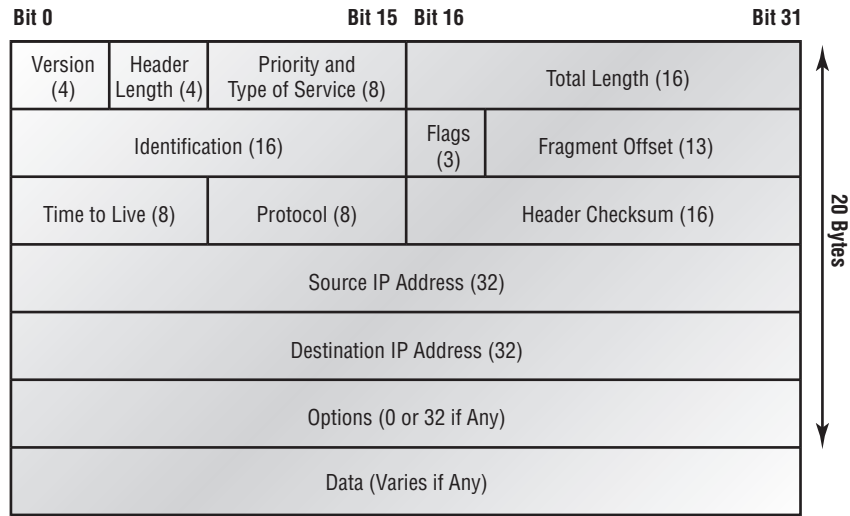 Bit 0 Bit 15 Bit 16 Bit 31
Version (4) Header Length (4) Priority and Type of Service (8) Total Length (16)
Identification (16) Flags (3) Fragment Offset (13)
Time to Live (8) Protocol (8) Header Checksum (16)
Source IP Address (32)
Destination IP Address (32)
Options (0 or 32 if Any)
Data (Varies if Any)
20 Bytes